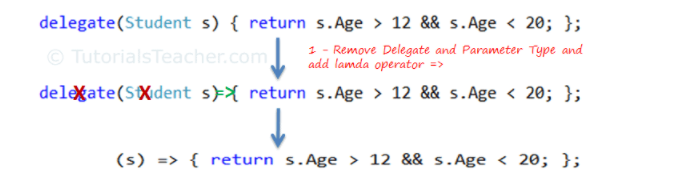 delegate(Student s) { return s.Age > 12 && s.Age < 20; };
© TutorialsTeacher.com
1 - Remove Delegate and Parameter Type and
add lamda operator =>
delegate(Student s)=>{ return s.Age > 12 && s.Age < 20; };
(s) => { return s.Age > 12 && s.Age < 20; };